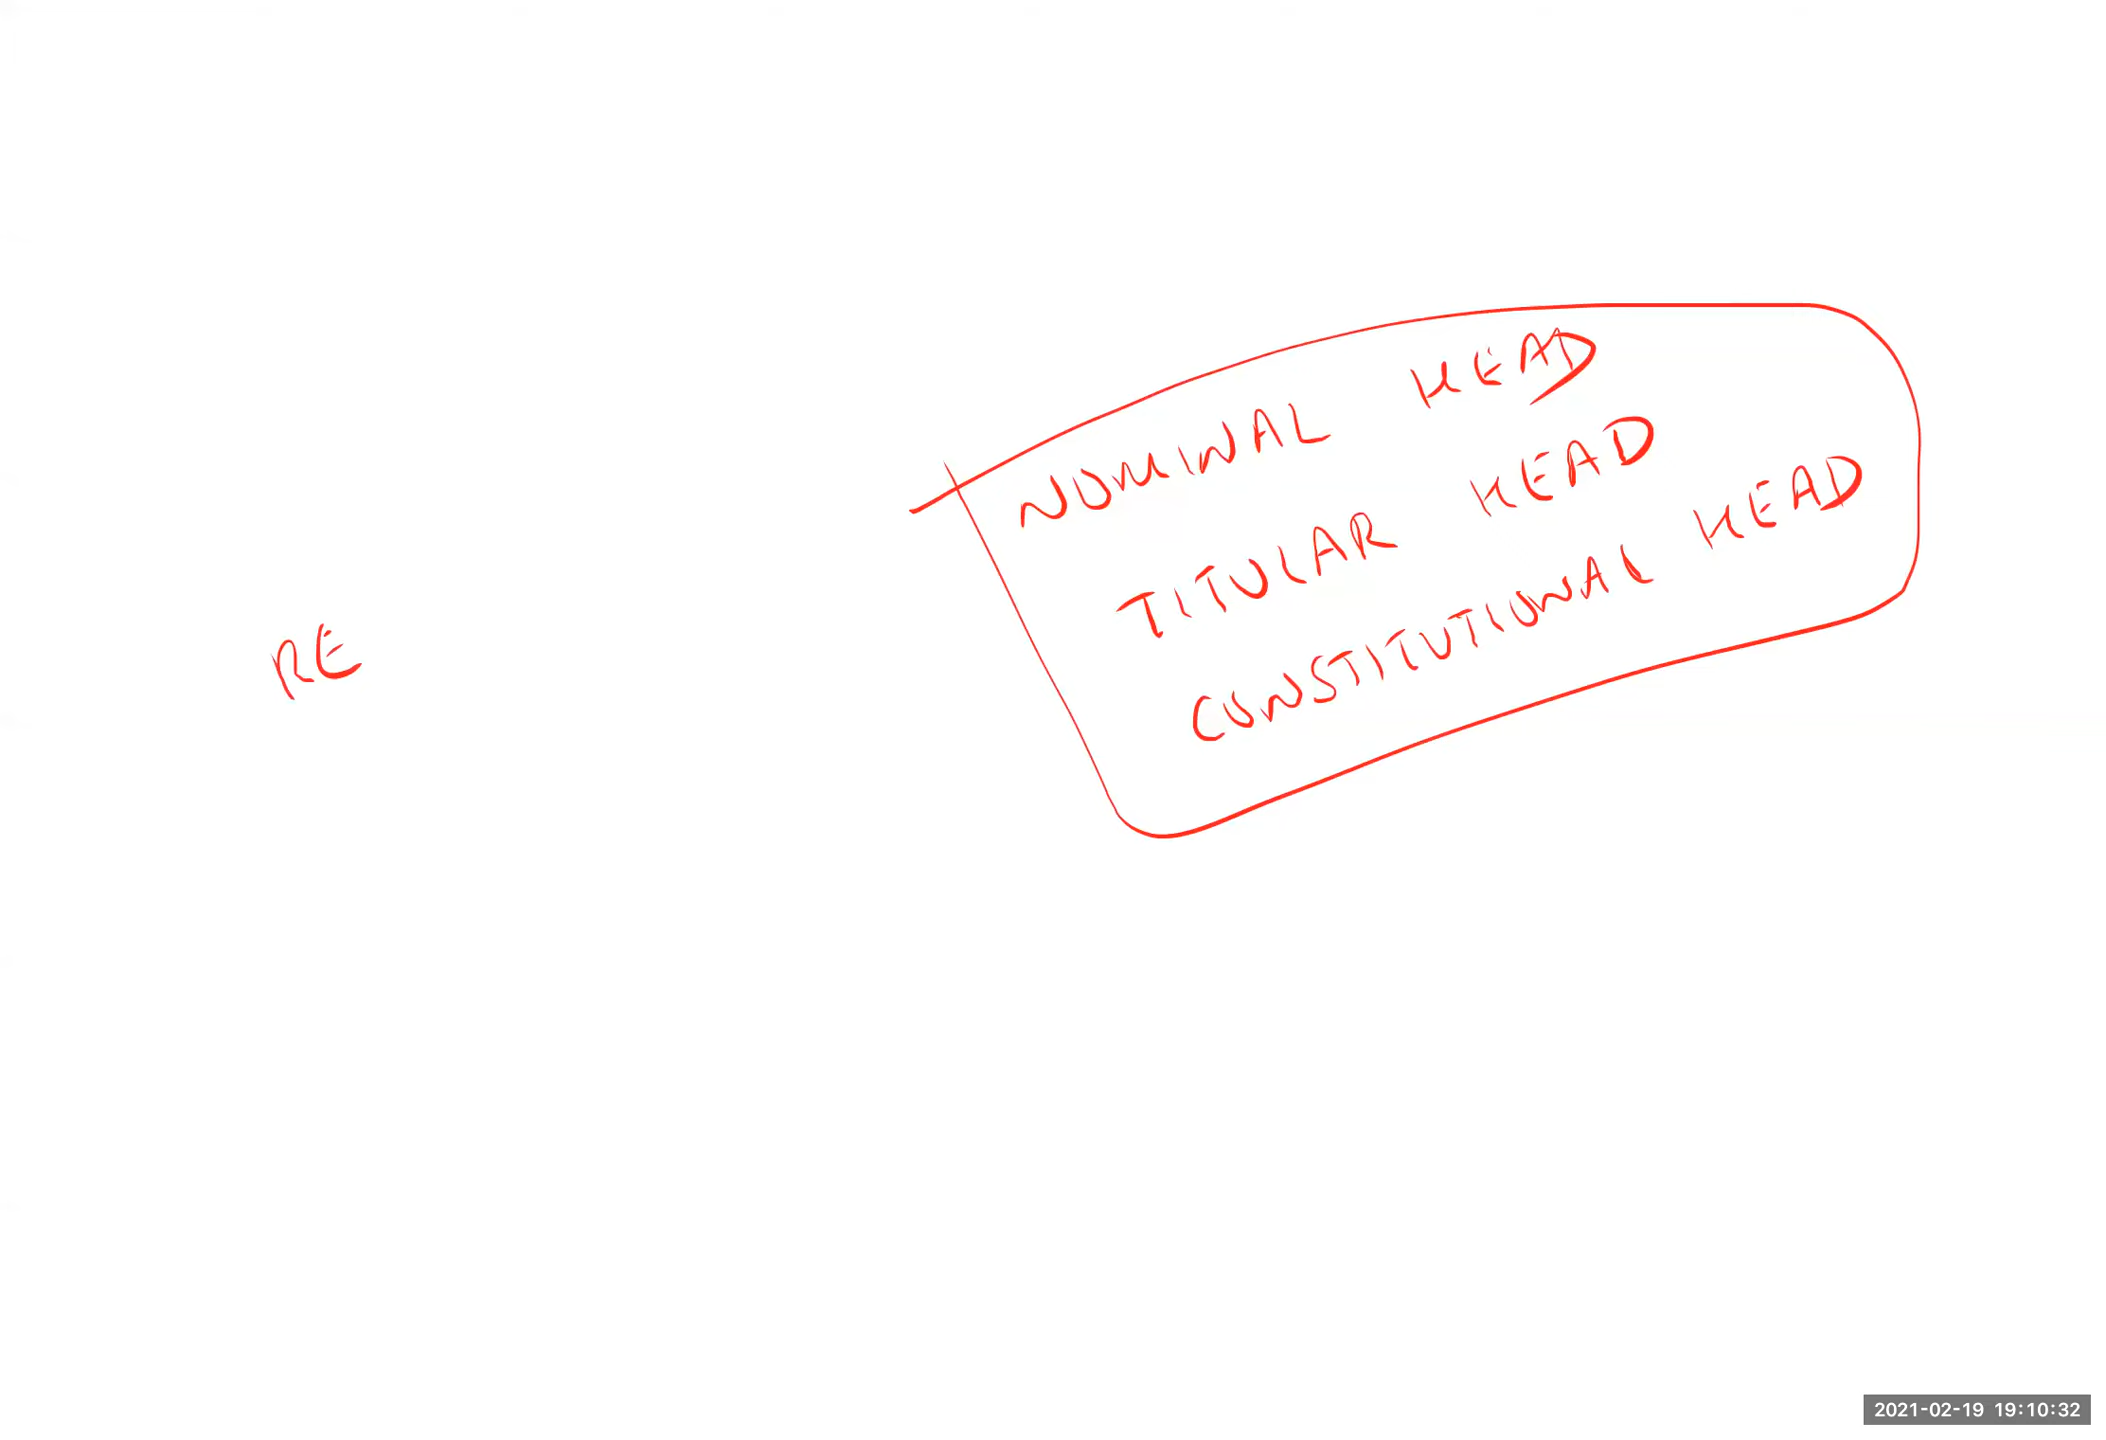 NOMINAL HEAD
TITULAR HEAD
CONSTITUTIONAL HEAD
RE
2021-02-19 19:10:32